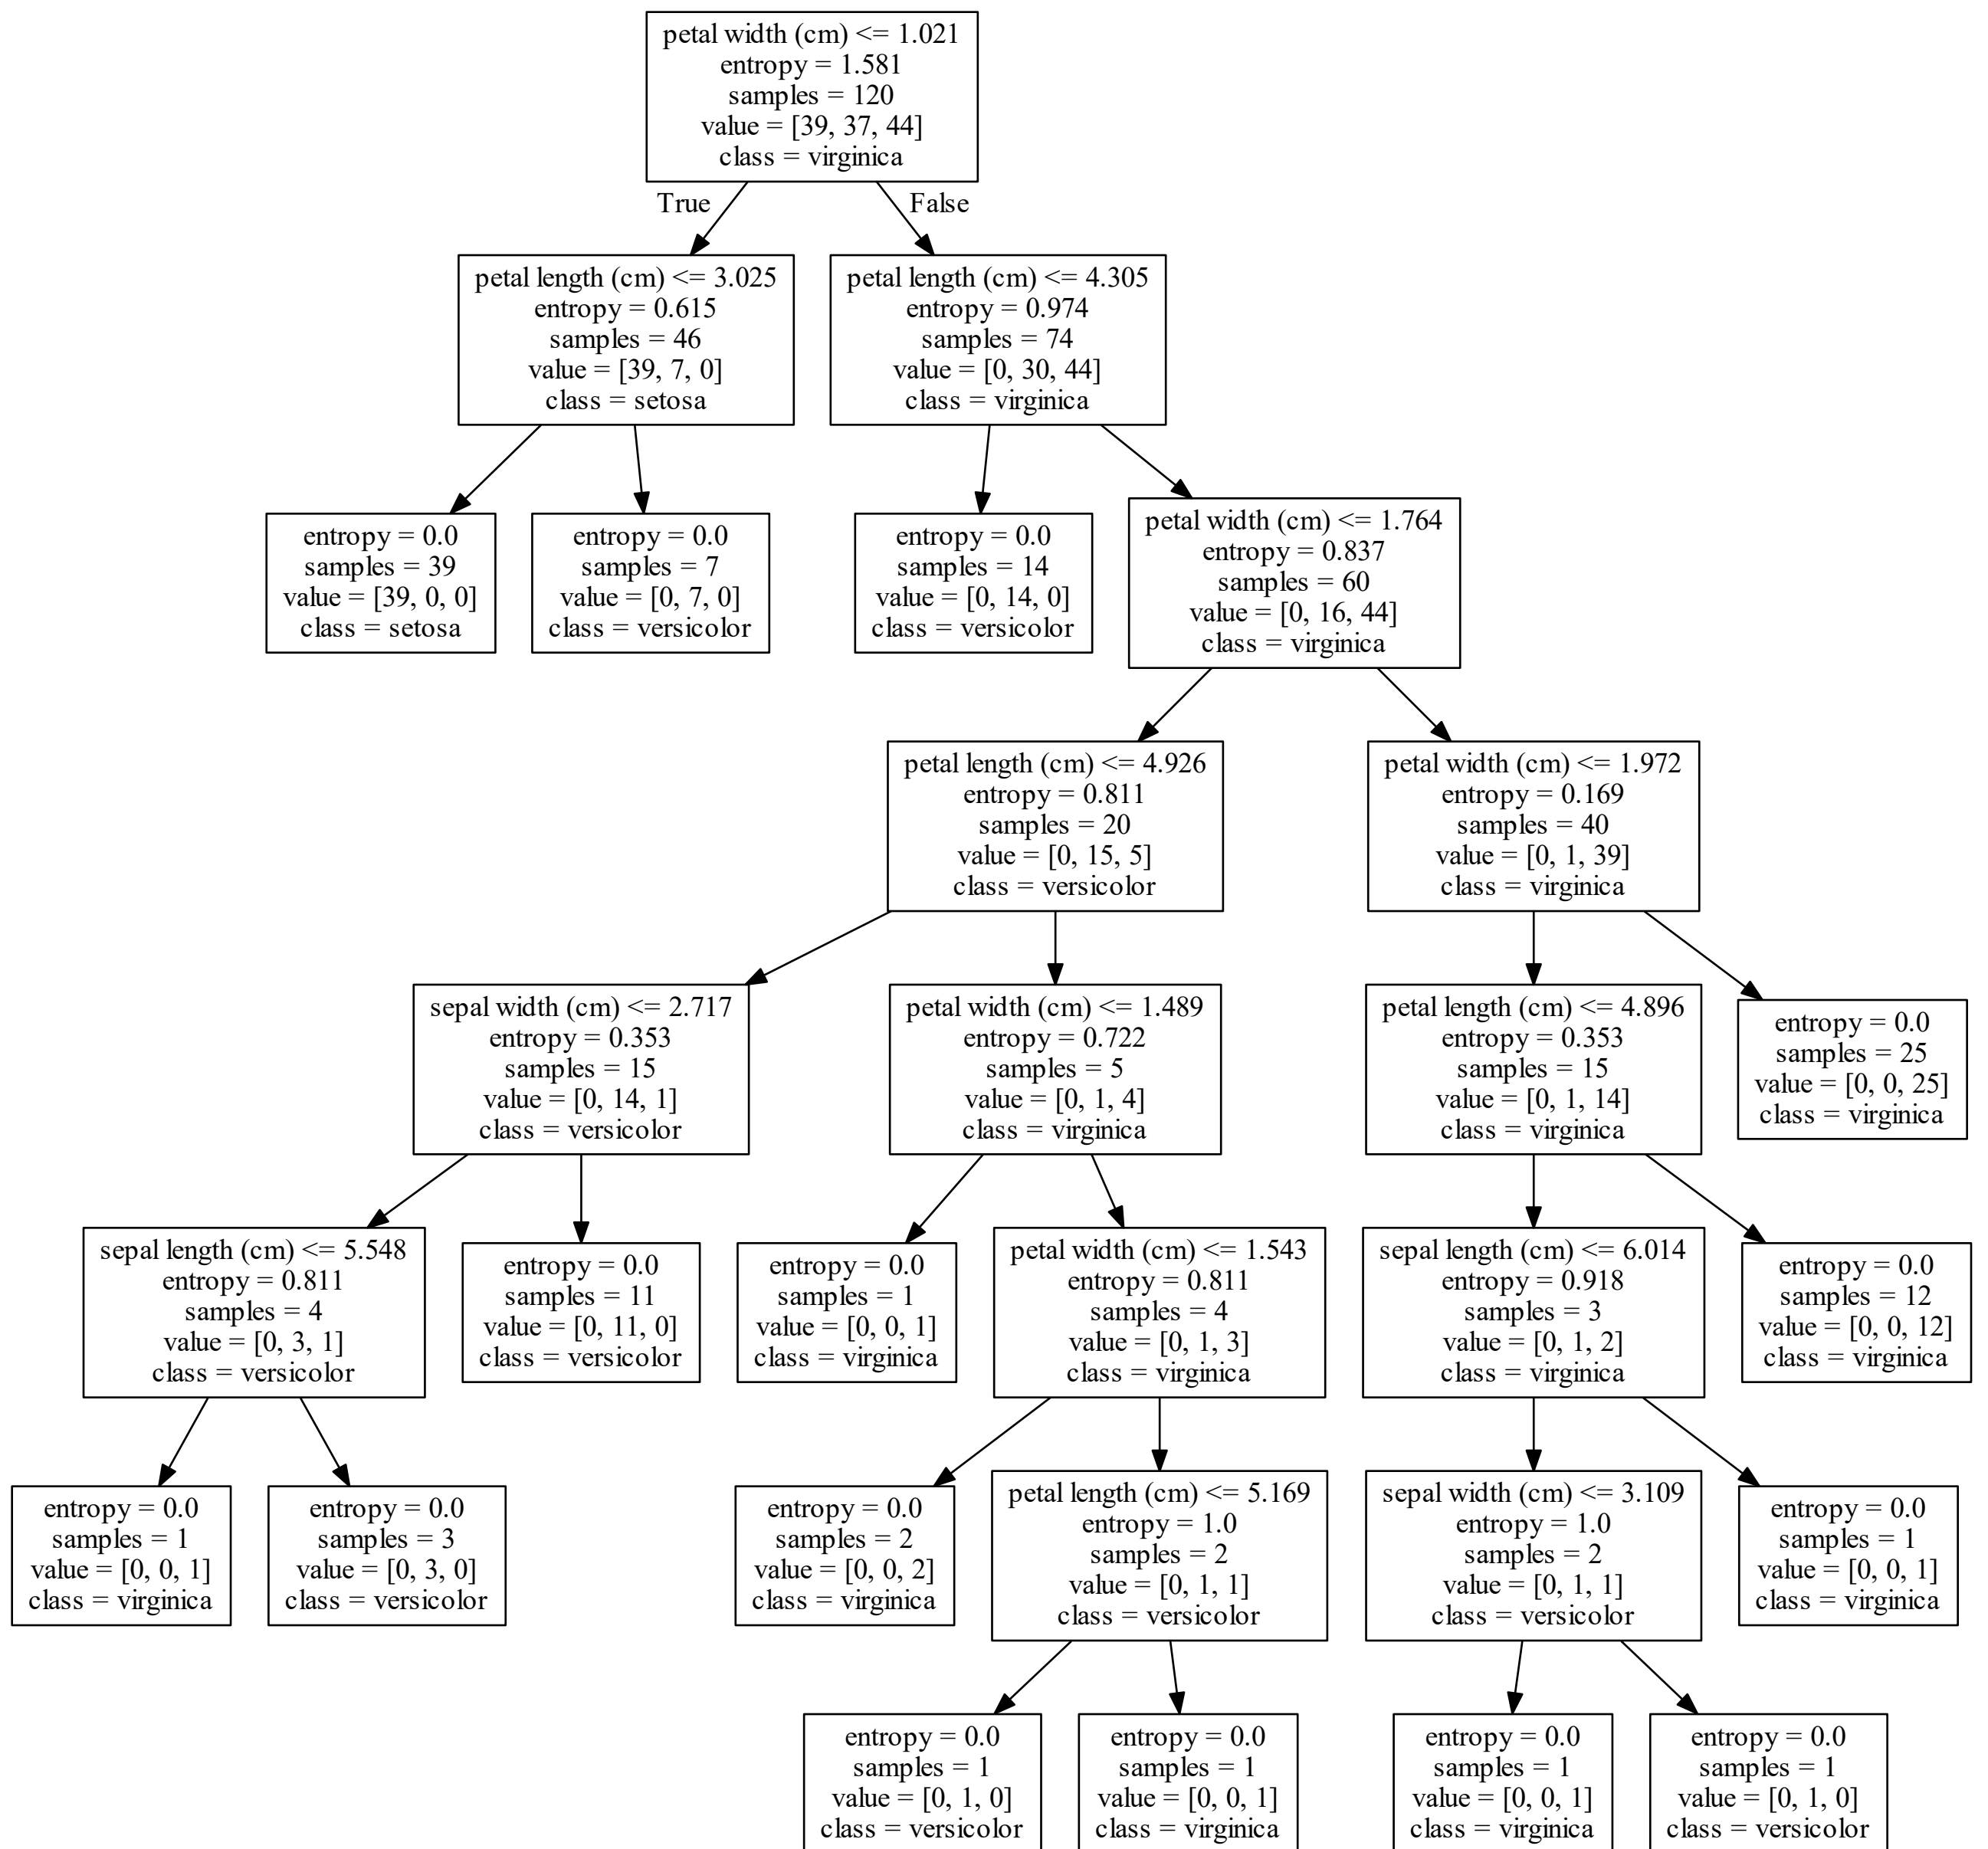 petal width (cm) <= 1.021
entropy = 1.581
samples = 120
value = [39, 37, 44]
class = virginica
True
False
petal length (cm) <= 3.025
entropy = 0.615
samples = 46
value = [39, 7, 0]
class = setosa
petal length (cm) <= 4.305
entropy = 0.974
samples = 74
value = [0, 30, 44]
class = virginica
entropy = 0.0
samples = 39
value = [39, 0, 0]
class = setosa
entropy = 0.0
samples = 7
value = [0, 7, 0]
class = versicolor
entropy = 0.0
samples = 14
value = [0, 14, 0]
class = versicolor
petal width (cm) <= 1.764
entropy = 0.837
samples = 60
value = [0, 16, 44]
class = virginica
petal length (cm) <= 4.926
entropy = 0.811
samples = 20
value = [0, 15, 5]
class = versicolor
petal width (cm) <= 1.972
entropy = 0.169
samples = 40
value = [0, 1, 39]
class = virginica
sepal width (cm) <= 2.717
entropy = 0.353
samples = 15
value = [0, 14, 1]
class = versicolor
petal width (cm) <= 1.489
entropy = 0.722
samples = 5
value = [0, 1, 4]
class = virginica
petal length (cm) <= 4.896
entropy = 0.353
samples = 15
value = [0, 1, 14]
class = virginica
entropy = 0.0
samples = 25
value = [0, 0, 25]
class = virginica
sepal length (cm) <= 5.548
entropy = 0.811
samples = 4
value = [0, 3, 1]
class = versicolor
entropy = 0.0
samples = 11
value = [0, 11, 0]
class = versicolor
entropy = 0.0
samples = 1
value = [0, 0, 1]
class = virginica
petal width (cm) <= 1.543
entropy = 0.811
samples = 4
value = [0, 1, 3]
class = virginica
sepal length (cm) <= 6.014
entropy = 0.918
samples = 3
value = [0, 1, 2]
class = virginica
entropy = 0.0
samples = 12
value = [0, 0, 12]
class = virginica
entropy = 0.0
samples = 1
value = [0, 0, 1]
class = virginica
entropy = 0.0
samples = 3
value = [0, 3, 0]
class = versicolor
entropy = 0.0
samples = 2
value = [0, 0, 2]
class = virginica
petal length (cm) <= 5.169
entropy = 1.0
samples = 2
value = [0, 1, 1]
class = versicolor
sepal width (cm) <= 3.109
entropy = 1.0
samples = 2
value = [0, 1, 1]
class = versicolor
entropy = 0.0
samples = 1
value = [0, 0, 1]
class = virginica
entropy = 0.0
samples = 1
value = [0, 1, 0]
class = versicolor
entropy = 0.0
samples = 1
value = [0, 0, 1]
class = virginica
entropy = 0.0
samples = 1
value = [0, 0, 1]
class = virginica
entropy = 0.0
samples = 1
value = [0, 1, 0]
class = versicolor